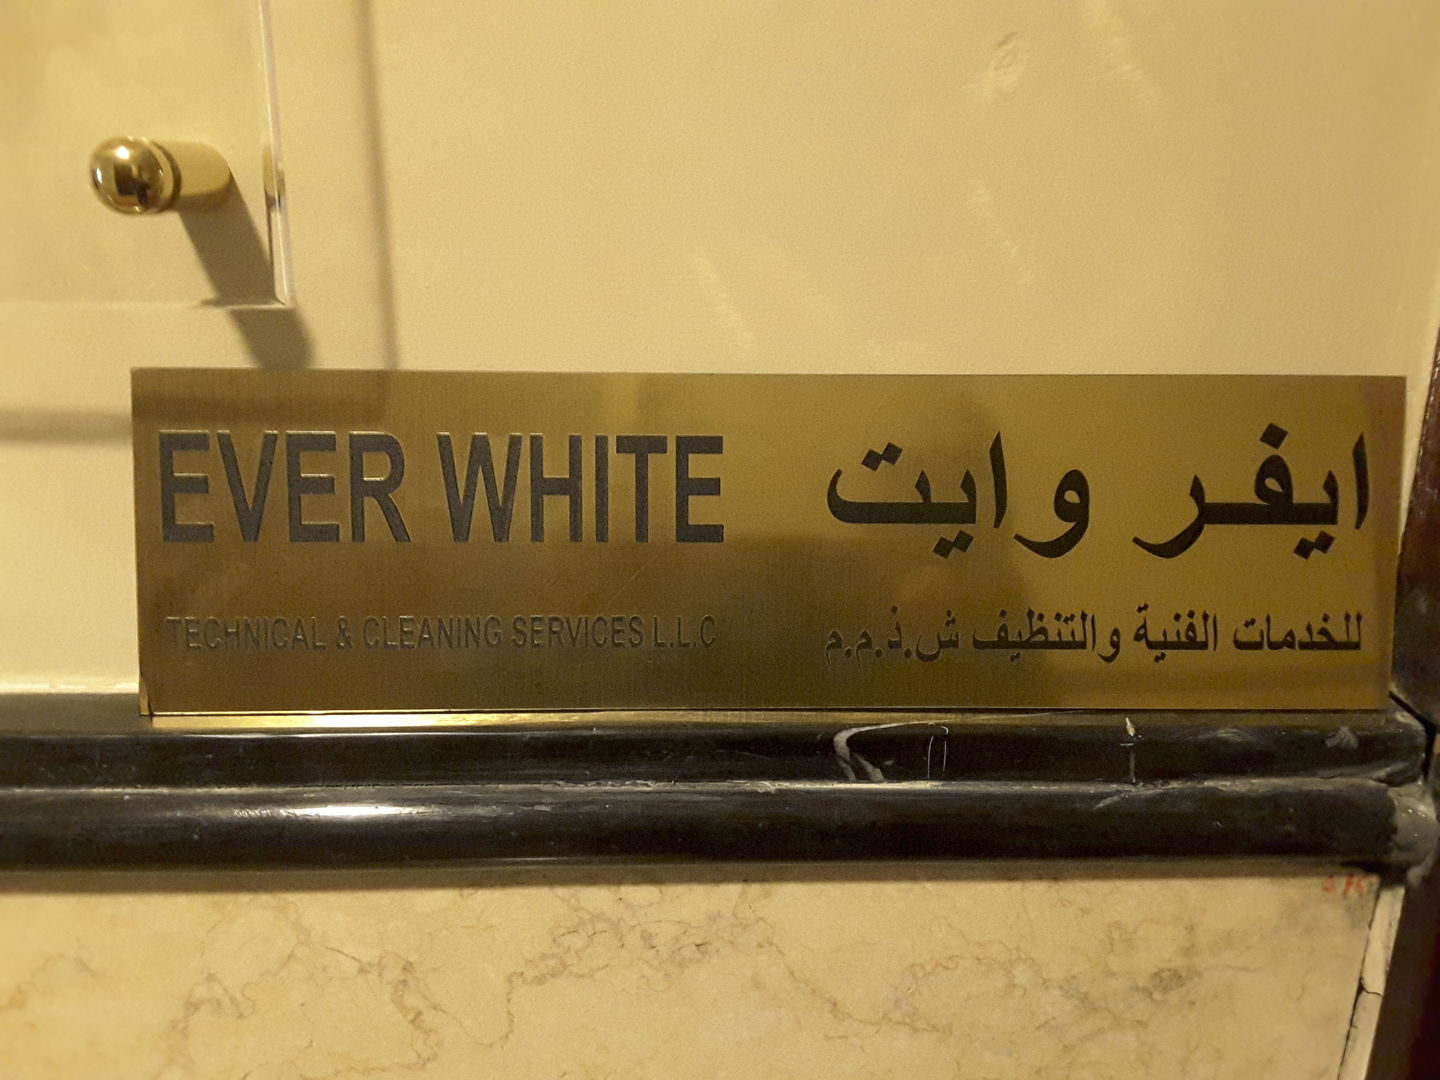 EVER WHITE
TECHNICAL & CLEANING SERVICES L.L.C
ايفر وايت
للخدمات الفنية والتنظيف ش.ذ.م.م